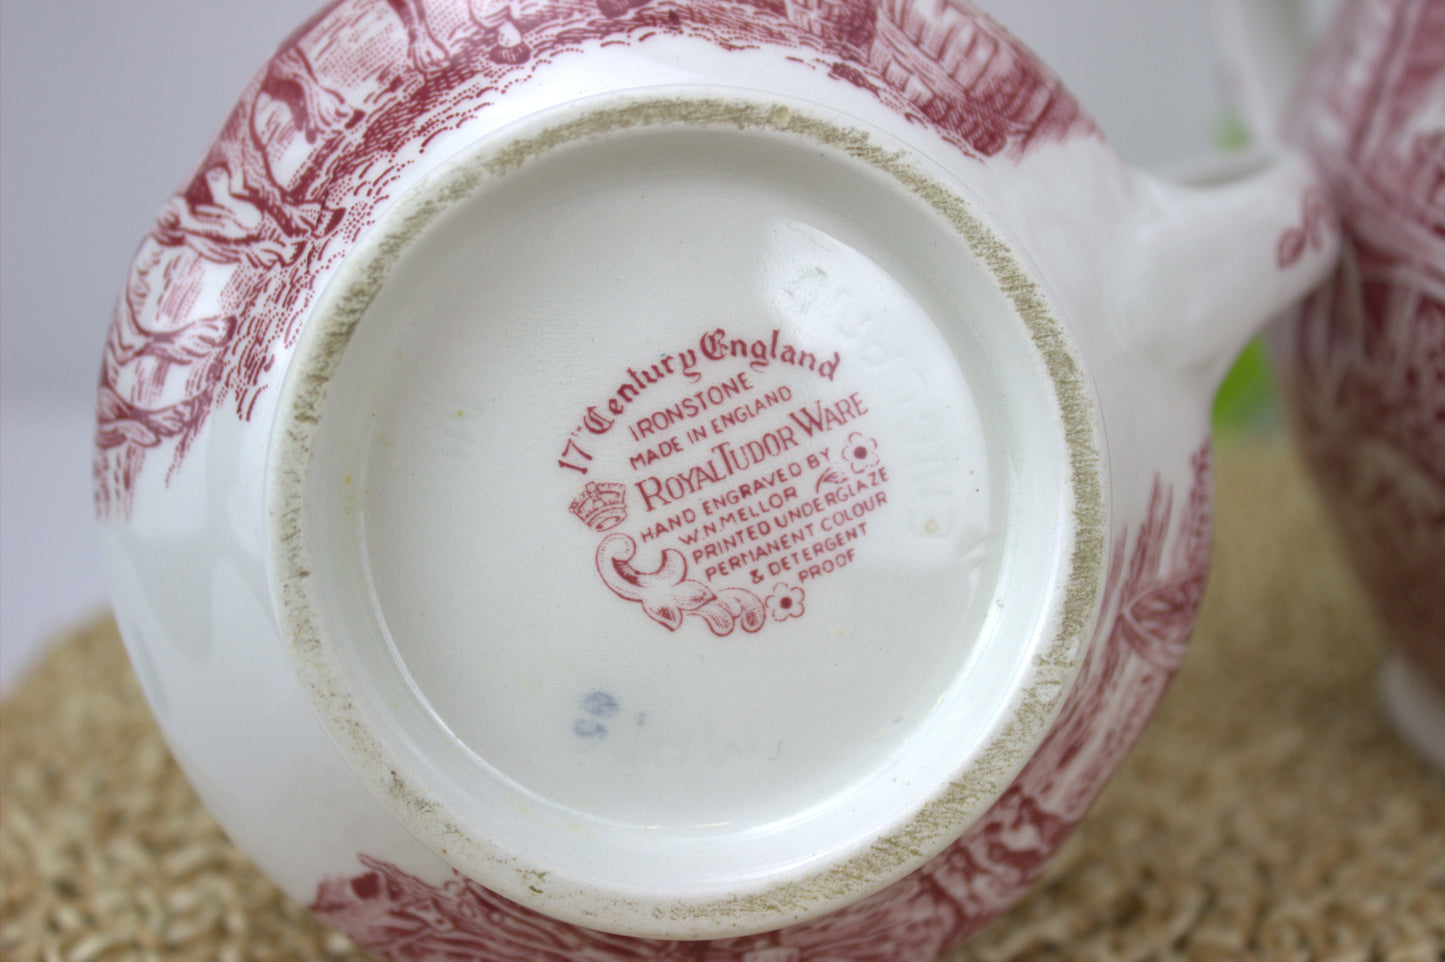 17TH Century England
IRONSTONE
MADE IN ENGLAND
ROYAL TUDOR WARE
HAND ENGRAVED BY
W.N. MELLOR
PRINTED UNDERGLAZE
PERMANENT COLOUR
& DETERGENT
PROOF